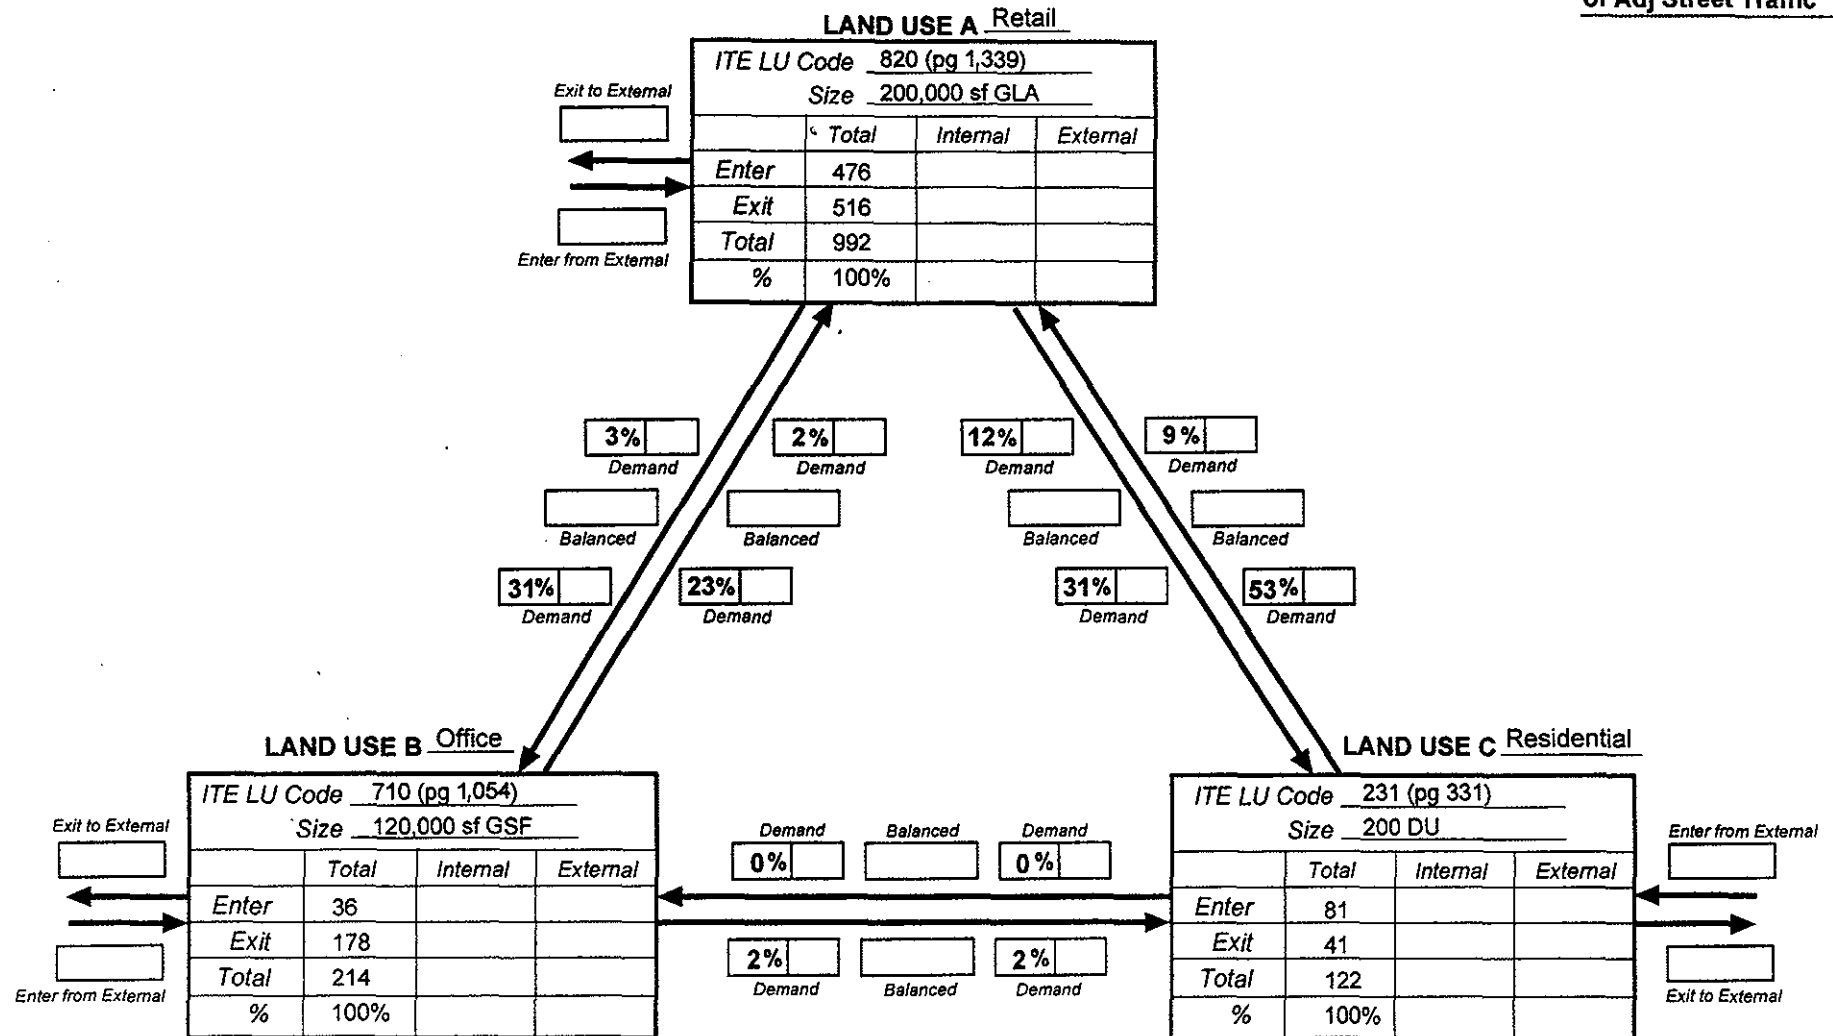 of Adj Street Traffic
LAND USE A Retail
ITE LU Code 820 (pg 1,339)
Size 200,000 sf GLA
Exit to External
Total Internal External
Enter 476
Exit 516
Total 992
% 100%
Enter from External
3% 2% 12% 9%
Demand Demand Demand Demand
Balanced Balanced Balanced Balanced
31% 23% 31% 53%
Demand Demand Demand Demand
LAND USE B Office
ITE LU Code 710 (pg 1,054)
Size 120,000 sf GSF
Exit to External
Total Internal External
Enter 36
Exit 178
Total 214
% 100%
Enter from External
Demand Balanced Demand
0% 0%
2% 2%
Demand Balanced Demand
LAND USE C Residential
ITE LU Code 231 (pg 331)
Size 200 DU
Enter from External
Total Internal External
Enter 81
Exit 41
Total 122
% 100%
Exit to External